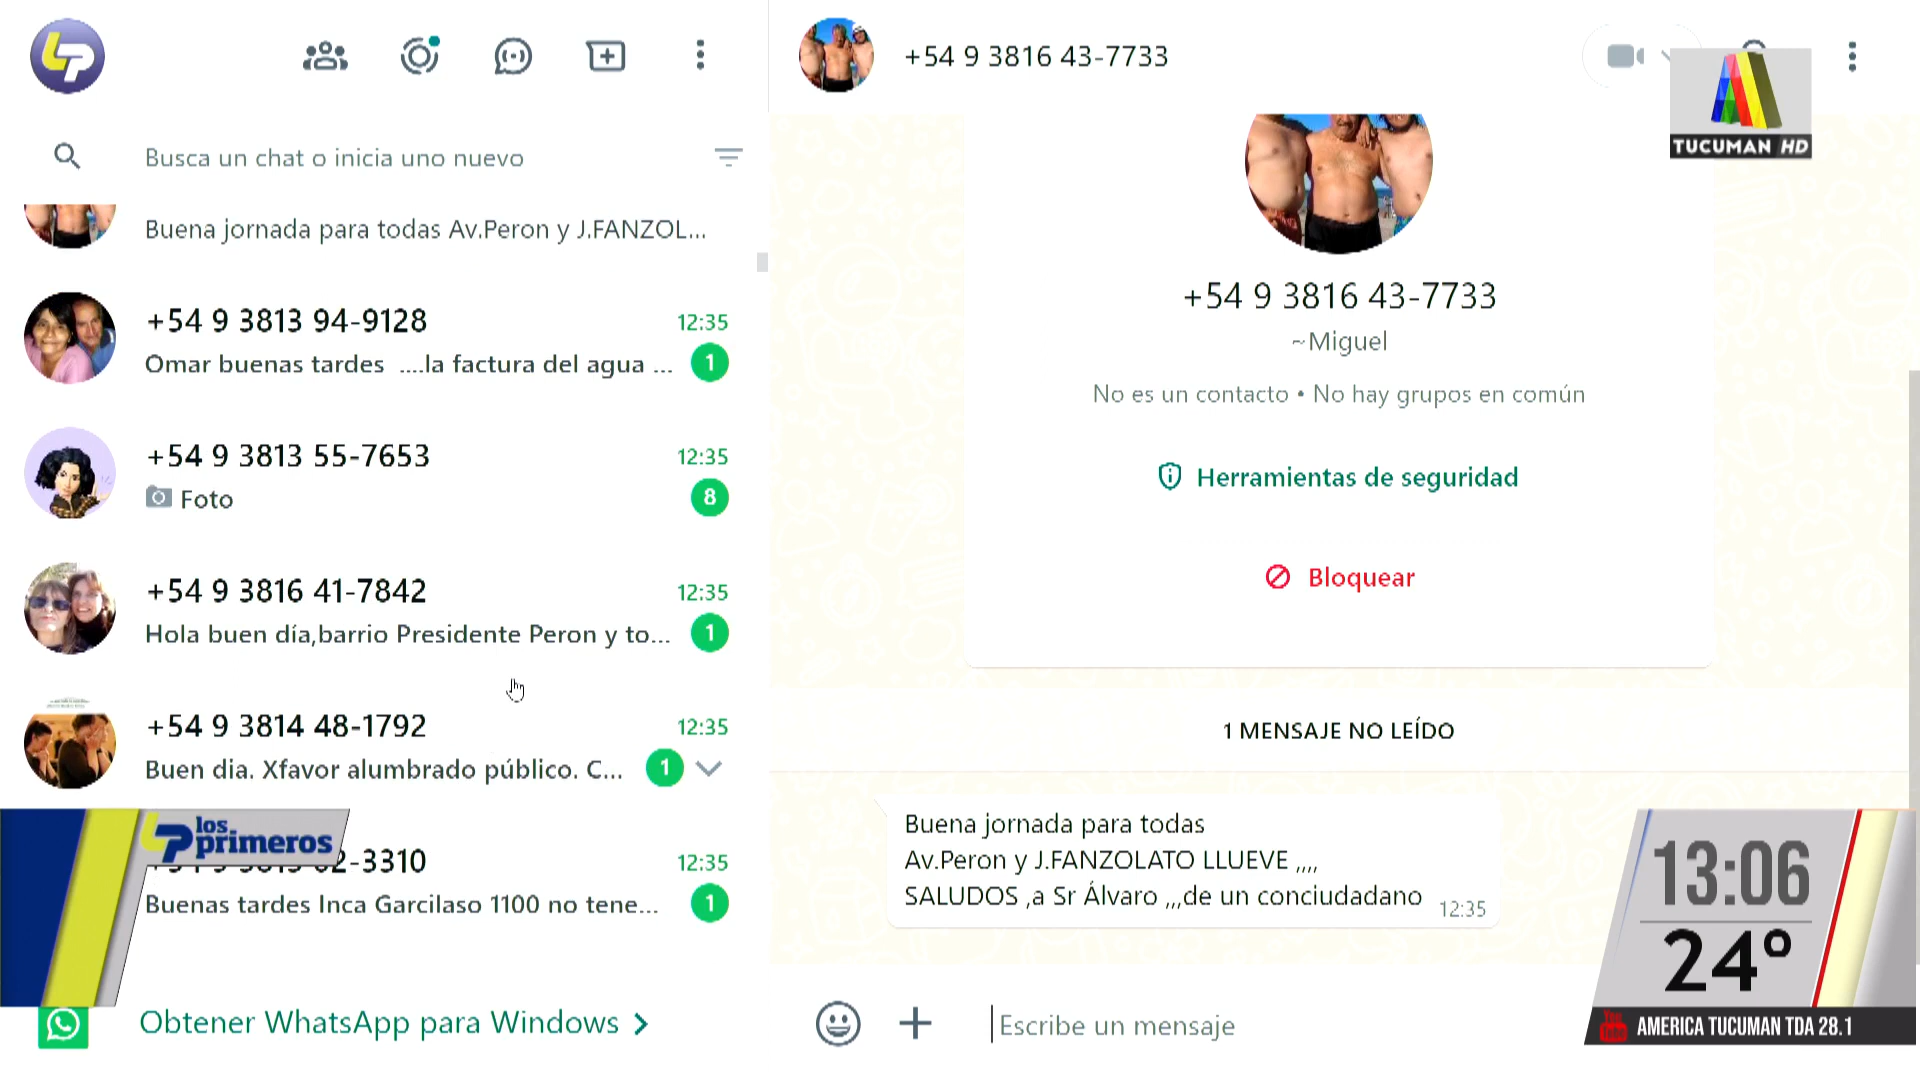 LP
Busca un chat o inicia uno nuevo
Buena jornada para todas Av.Peron y J.FANZOL...
+54 9 3813 94-9128
12:35
Omar buenas tardes ....la factura del agua ...
1
+54 9 3813 55-7653
12:35
Foto
8
+54 9 3816 41-7842
12:35
Hola buen día,barrio Presidente Peron y to...
1
+54 9 3814 48-1792
12:35
Buen dia. Xfavor alumbrado público. C...
1
LP los primeros
2-3310
12:35
Buenas tardes Inca Garcilaso 1100 no tene...
1
Obtener WhatsApp para Windows
+54 9 3816 43-7733
TUCUMAN HD
+54 9 3816 43-7733
~Miguel
No es un contacto • No hay grupos en común
Herramientas de seguridad
Bloquear
1 MENSAJE NO LEÍDO
Buena jornada para todas
Av.Peron y J.FANZOLATO LLUEVE ,,,,
SALUDOS ,a Sr Álvaro ,,,de un conciudadano
12:35
Escribe un mensaje
13:06
24°
You Tube AMERICA TUCUMAN TDA 28.1